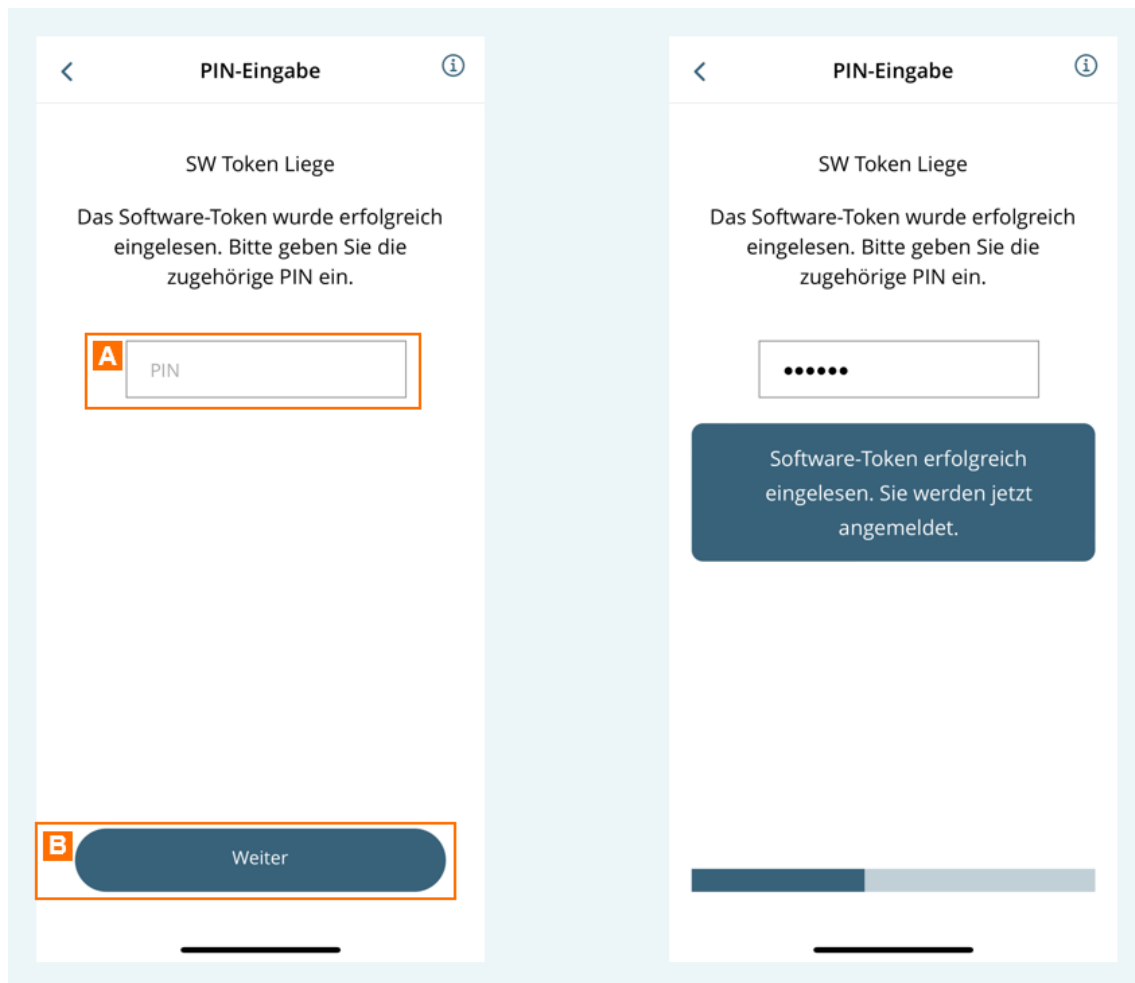 PIN-Eingabe
SW Token Liege
Das Software-Token wurde erfolgreich
eingelesen. Bitte geben Sie die
zugehörige PIN ein.
A
PIN
B
Weiter
PIN-Eingabe
SW Token Liege
Das Software-Token wurde erfolgreich
eingelesen. Bitte geben Sie die
zugehörige PIN ein.
••••••
Software-Token erfolgreich
eingelesen. Sie werden jetzt
angemeldet.